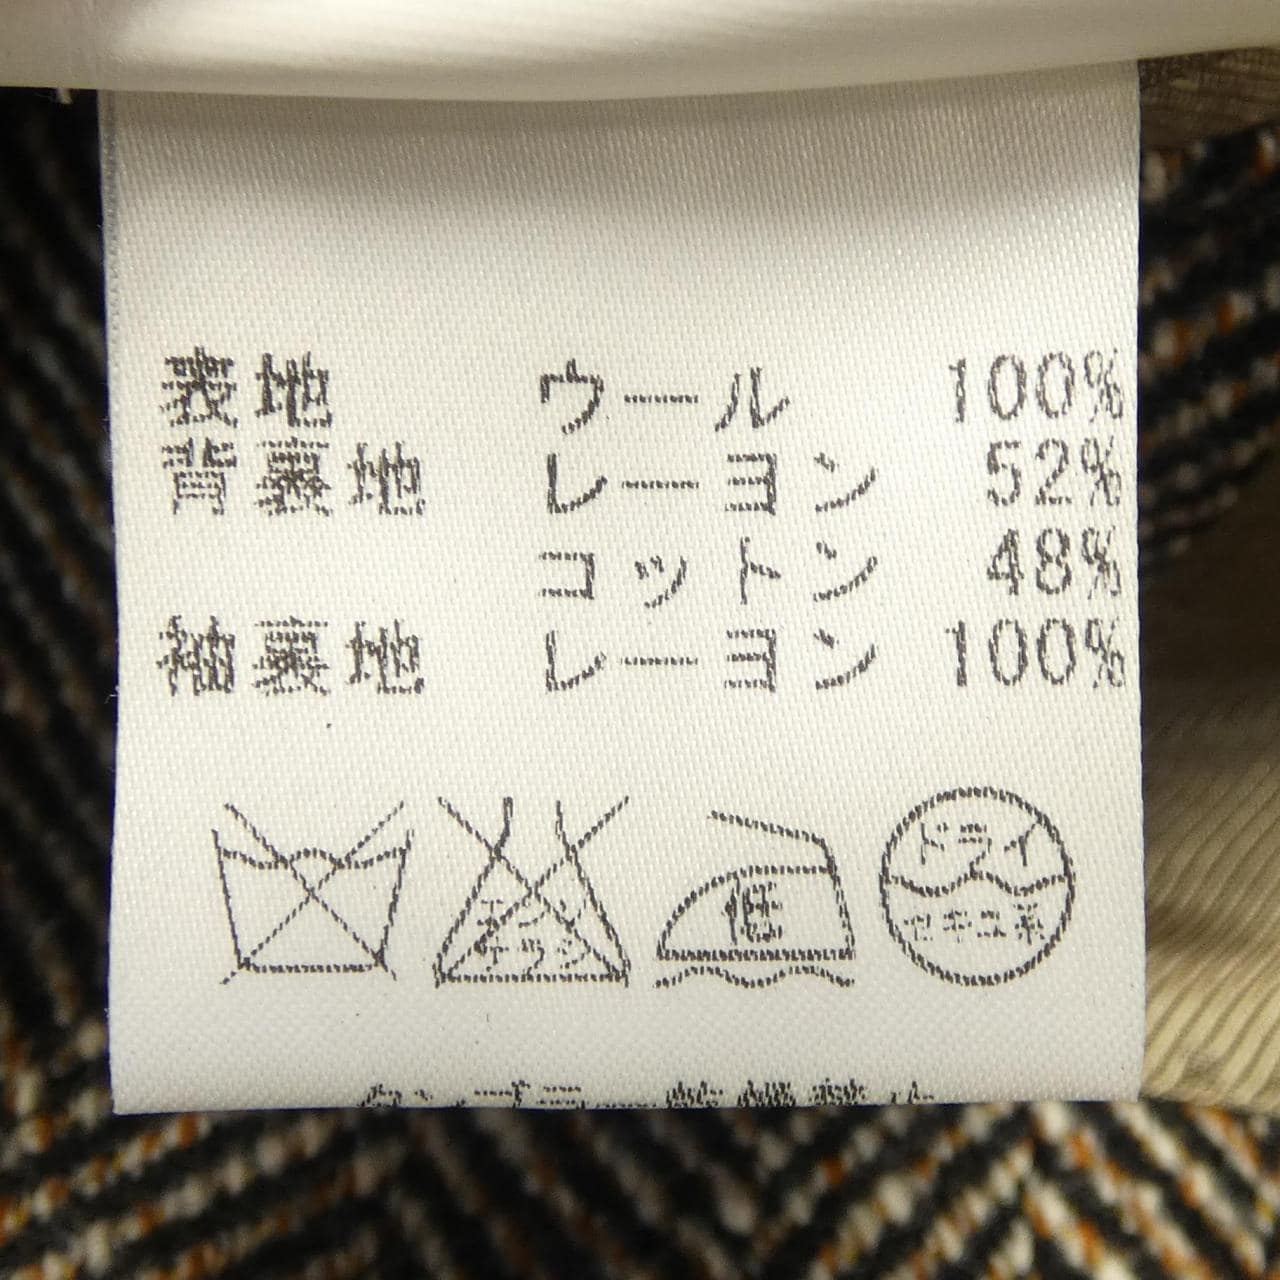 表地 ウール 100%
背裏地 レーヨン 52%
コットン 48%
袖裏地 レーヨン 100%
エンソ
サラシ
低
ドライ
セキユ系